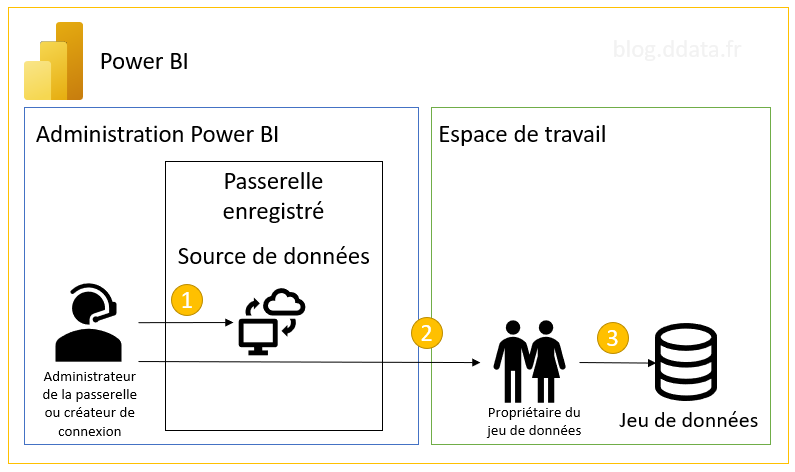 Power BI
blog.ddata.fr
Administration Power BI
Espace de travail
Passerelle
enregistré
Source de données
1
2
3
Administrateur
de la passerelle
ou créateur de
connexion
Propriétaire du
jeu de données
Jeu de données